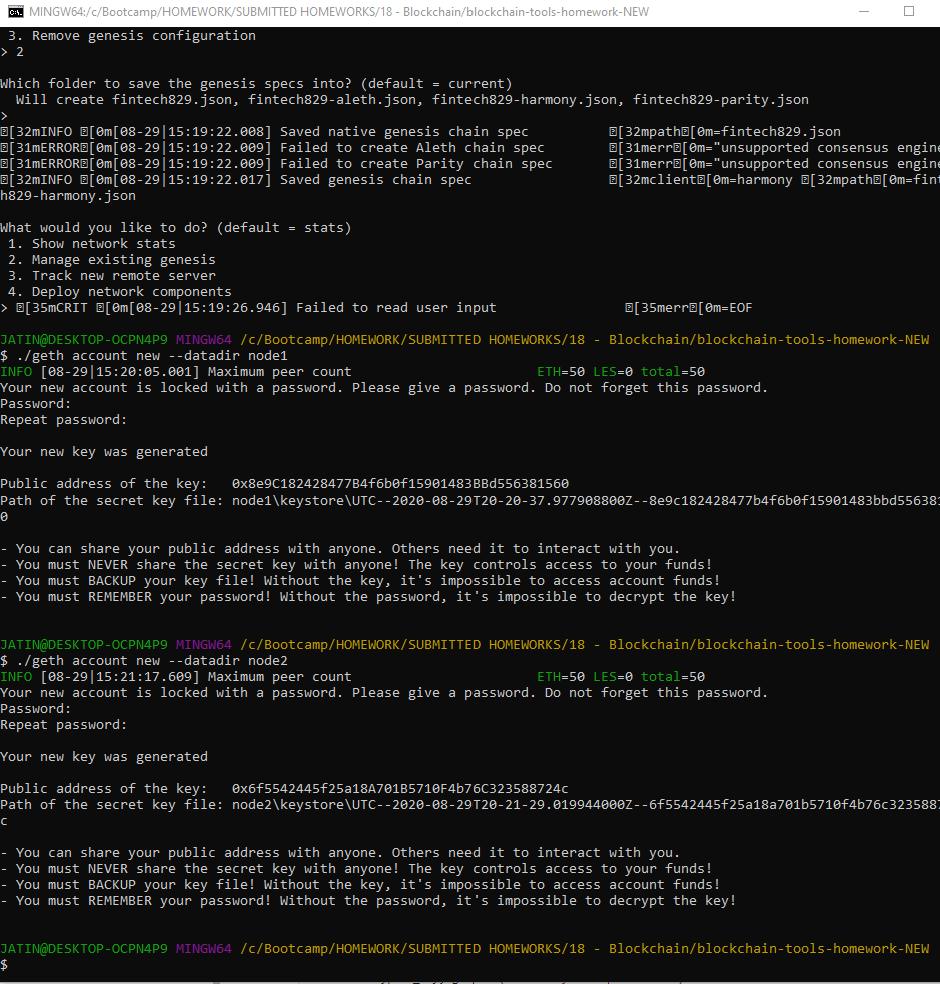 MINGW64:/c/Bootcamp/HOMEWORK/SUBMITTED HOMEWORKS/18 - Blockchain/blockchain-tools-homework-NEW
3. Remove genesis configuration
> 2
Which folder to save the genesis specs into? (default = current)
Will create fintech829.json, fintech829-aleth.json, fintech829-harmony.json, fintech829-parity.json
>
[32mINFO [0m[08-29|15:19:22.008] Saved native genesis chain spec [32mpath[0m=fintech829.json
[31mERROR[0m[08-29|15:19:22.009] Failed to create Aleth chain spec [31merr[0m="unsupported consensus engine
[31mERROR[0m[08-29|15:19:22.009] Failed to create Parity chain spec [31merr[0m="unsupported consensus engine
[32mINFO [0m[08-29|15:19:22.017] Saved genesis chain spec [32mclient[0m=harmony [32mpath[0m=fint
h829-harmony.json
What would you like to do? (default = stats)
1. Show network stats
2. Manage existing genesis
3. Track new remote server
4. Deploy network components
> [35mCRIT [0m[08-29|15:19:26.946] Failed to read user input [35merr[0m=EOF
JATIN@DESKTOP-OCPN4P9 MINGW64 /c/Bootcamp/HOMEWORK/SUBMITTED HOMEWORKS/18 - Blockchain/blockchain-tools-homework-NEW
$ ./geth account new --datadir node1
INFO [08-29|15:20:05.001] Maximum peer count ETH=50 LES=0 total=50
Your new account is locked with a password. Please give a password. Do not forget this password.
Password:
Repeat password:
Your new key was generated
Public address of the key: 0x8e9C182428477B4f6b0f15901483BBd556381560
Path of the secret key file: node1\keystore\UTC--2020-08-29T20-20-37.977908800Z--8e9c182428477b4f6b0f15901483bbd556381
0
- You can share your public address with anyone. Others need it to interact with you.
- You must NEVER share the secret key with anyone! The key controls access to your funds!
- You must BACKUP your key file! Without the key, it's impossible to access account funds!
- You must REMEMBER your password! Without the password, it's impossible to decrypt the key!
JATIN@DESKTOP-OCPN4P9 MINGW64 /c/Bootcamp/HOMEWORK/SUBMITTED HOMEWORKS/18 - Blockchain/blockchain-tools-homework-NEW
$ ./geth account new --datadir node2
INFO [08-29|15:21:17.609] Maximum peer count ETH=50 LES=0 total=50
Your new account is locked with a password. Please give a password. Do not forget this password.
Password:
Repeat password:
Your new key was generated
Public address of the key: 0x6f5542445f25a18A701B5710F4b76C323588724c
Path of the secret key file: node2\keystore\UTC--2020-08-29T20-21-29.019944000Z--6f5542445f25a18a701b5710f4b76c3235887
c
- You can share your public address with anyone. Others need it to interact with you.
- You must NEVER share the secret key with anyone! The key controls access to your funds!
- You must BACKUP your key file! Without the key, it's impossible to access account funds!
- You must REMEMBER your password! Without the password, it's impossible to decrypt the key!
JATIN@DESKTOP-OCPN4P9 MINGW64 /c/Bootcamp/HOMEWORK/SUBMITTED HOMEWORKS/18 - Blockchain/blockchain-tools-homework-NEW
$